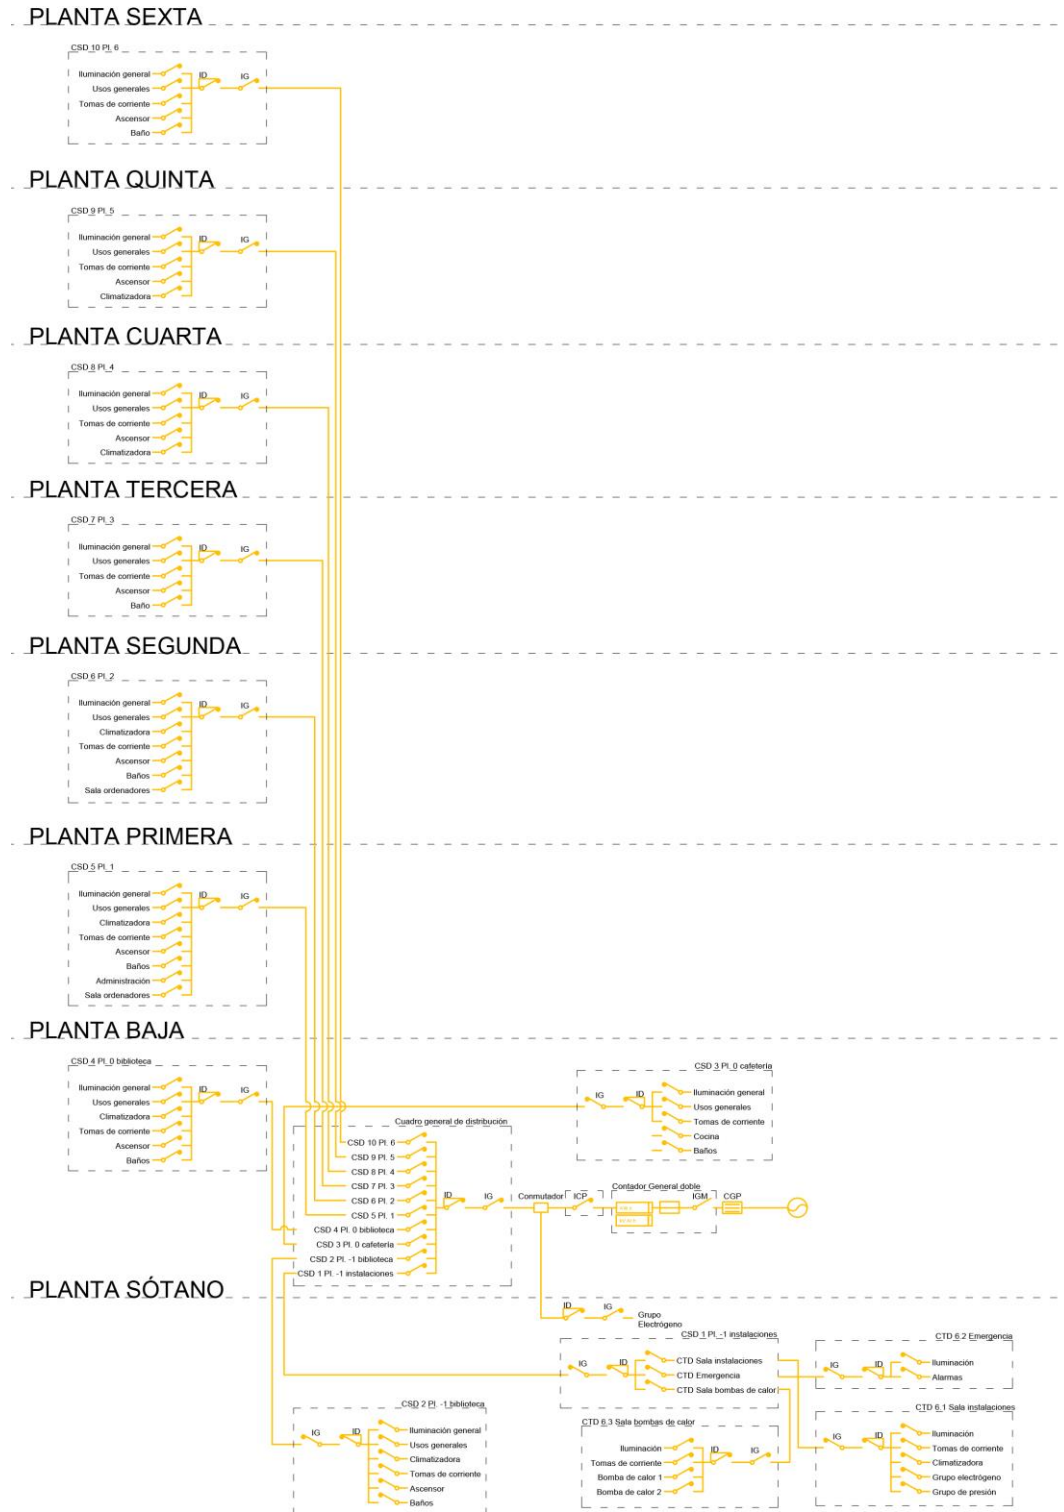 PLANTA SEXTA
CSD 10 Pl. 6
Iluminación general
ID
IG
Usos generales
Tomas de corriente
Ascensor
Baño
PLANTA QUINTA
CSD 9 Pl. 5
Iluminación general
ID
IG
Usos generales
Tomas de corriente
Ascensor
Climatizadora
PLANTA CUARTA
CSD 8 Pl. 4
Iluminación general
ID
IG
Usos generales
Tomas de corriente
Ascensor
Climatizadora
PLANTA TERCERA
CSD 7 Pl. 3
Iluminación general
ID
IG
Usos generales
Tomas de corriente
Ascensor
Baño
PLANTA SEGUNDA
CSD 6 Pl. 2
Iluminación general
ID
IG
Usos generales
Climatizadora
Tomas de corriente
Ascensor
Baños
Sala ordenadores
PLANTA PRIMERA
CSD 5 Pl. 1
Iluminación general
ID
IG
Usos generales
Climatizadora
Tomas de corriente
Ascensor
Baños
Administración
Sala ordenadores
PLANTA BAJA
CSD 4 Pl. 0 biblioteca
Iluminación general
ID
IG
Usos generales
Climatizadora
Tomas de corriente
Ascensor
Baños
CSD 3 Pl. 0 cafetería
IG
ID
Iluminación general
Usos generales
Tomas de corriente
Cocina
Baños
Cuadro general de distribución
CSD 10 Pl. 6
CSD 9 Pl. 5
CSD 8 Pl. 4
CSD 7 Pl. 3
CSD 6 Pl. 2
CSD 5 Pl. 1
CSD 4 Pl. 0 biblioteca
CSD 3 Pl. 0 cafetería
CSD 2 Pl. -1 biblioteca
CSD 1 Pl. -1 instalaciones
ID
IG
Conmutador
ICP
Contador General doble
IGM
CGP
PLANTA SÓTANO
ID
IG
Grupo
Electrógeno
CSD 1 Pl. -1 instalaciones
IG
ID
CTD Sala instalaciones
CTD Emergencia
CTD Sala bombas de calor
CTD 6.2 Emergencia
IG
ID
Iluminación
Alarmas
CSD 2 Pl. -1 biblioteca
IG
ID
Iluminación general
Usos generales
Climatizadora
Tomas de corriente
Ascensor
Baños
CTD 6.3 Sala bombas de calor
Iluminación
ID
IG
Tomas de corriente
Bomba de calor 1
Bomba de calor 2
CTD 6.1 Sala instalaciones
IG
ID
Iluminación
Tomas de corriente
Climatizadora
Grupo electrógeno
Grupo de presión